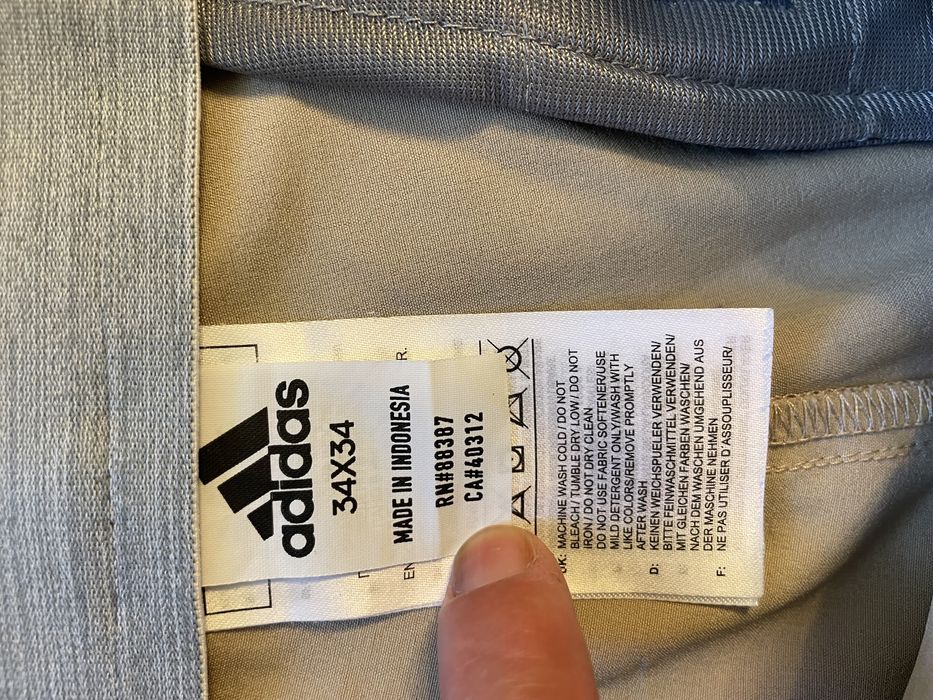 adidas
34X34
MADE IN INDONESIA
RN#88387
CA#40312
R.
EN
UK: MACHINE WASH COLD / DO NOT
BLEACH / TUMBLE DRY LOW / DO NOT
IRON / DO NOT DRY CLEAN
DO NOT USE FABRIC SOFTENER/USE
MILD DETERGENT ONLY/WASH WITH
LIKE COLORS/REMOVE PROMPTLY
AFTER WASH
D: KEINEN WEICHSPUELER VERWENDEN/
BITTE FEINWASCHMITTEL VERWENDEN/
MIT GLEICHEN FARBEN WASCHEN/
NACH DEM WASCHEN UMGEHEND AUS
DER MASCHINE NEHMEN
F: NE PAS UTILISER D'ASSOUPLISSEUR/